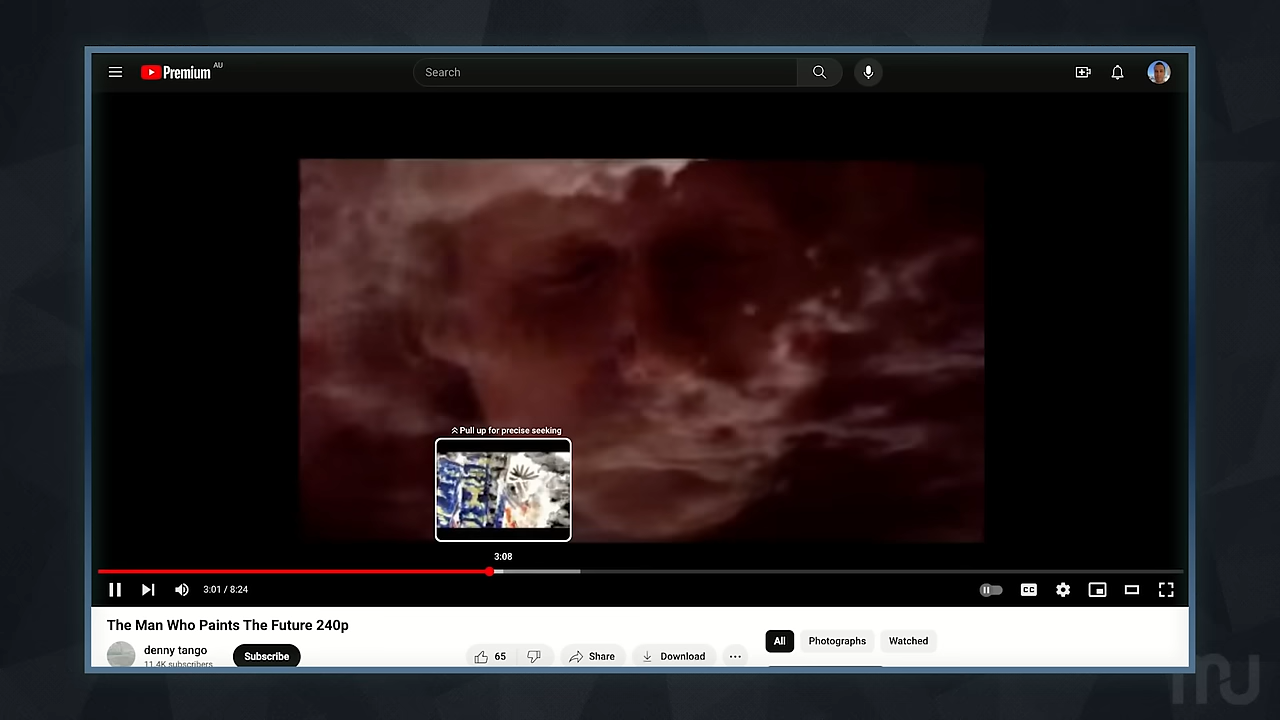 Premium AU
Search
Pull up for precise seeking
3:08
3:01 / 8:24
CC
The Man Who Paints The Future 240p
denny tango
11.4K subscribers
Subscribe
65
Share
Download
All
Photographs
Watched